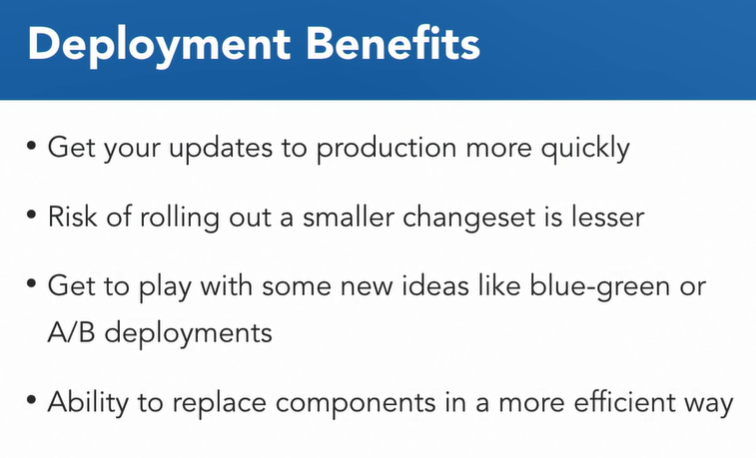 Deployment Benefits
• Get your updates to production more quickly
• Risk of rolling out a smaller changeset is lesser
• Get to play with some new ideas like blue-green or
A/B deployments
• Ability to replace components in a more efficient way